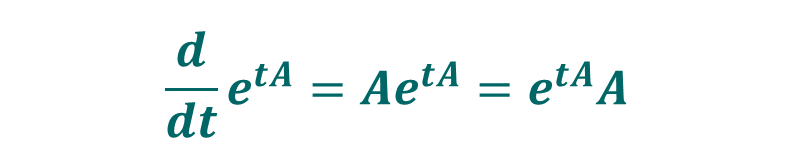 d/dt e^{tA} = Ae^{tA} = e^{tA}A